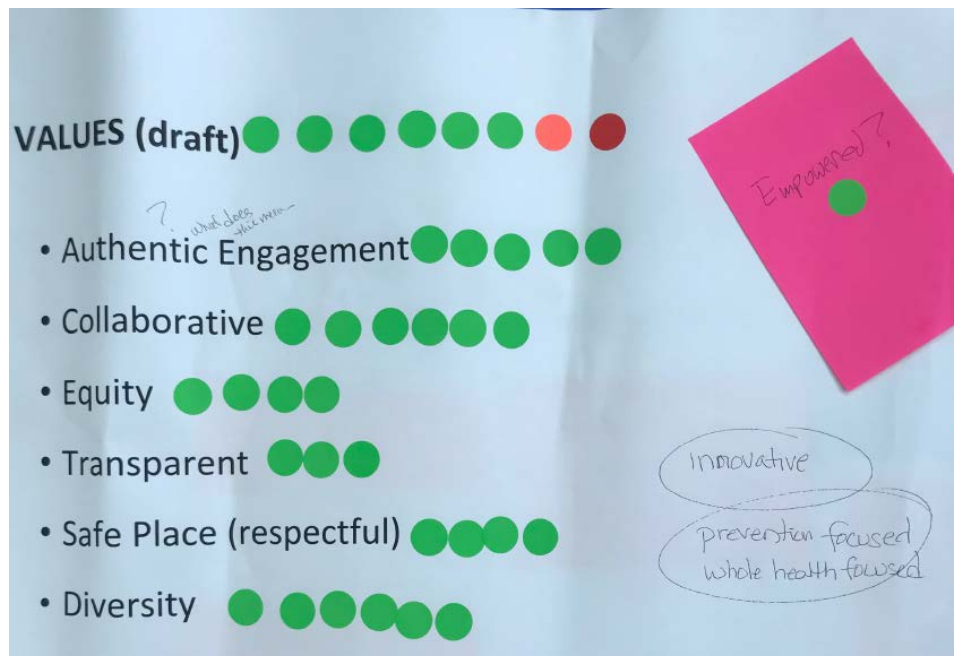 VALUES (draft)
Empowered?
? what does
this mean
• Authentic Engagement
• Collaborative
• Equity
• Transparent
• Safe Place (respectful)
• Diversity
innovative
prevention focused
whole health focused